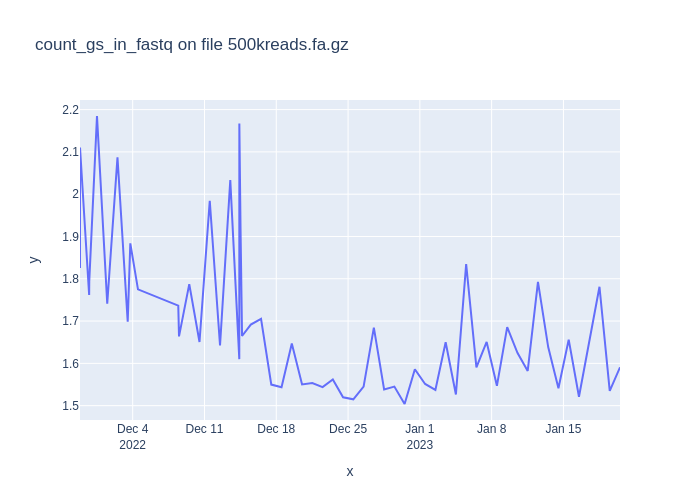 count_gs_in_fastq on file 500kreads.fa.gz
2.2
2.1
2
1.9
1.8
1.7
1.6
1.5
y
Dec 4
2022
Dec 11
Dec 18
Dec 25
Jan 1
2023
Jan 8
Jan 15
x